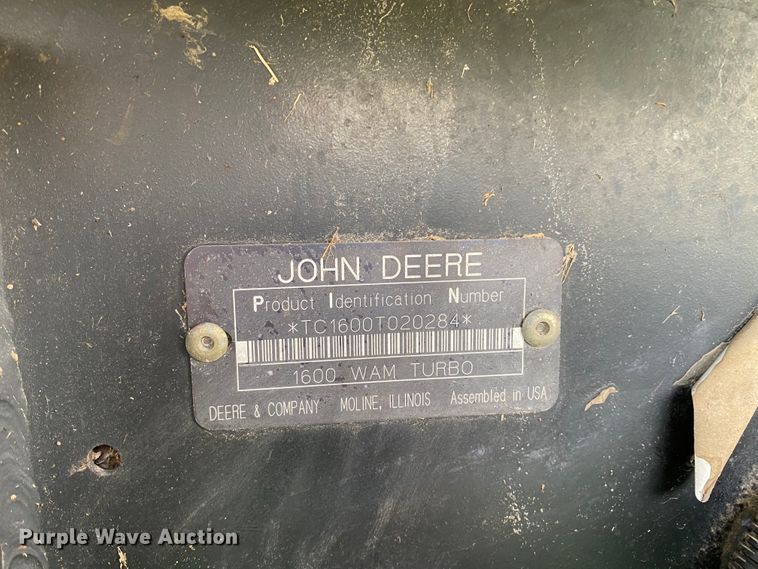 JOHN DEERE
Product Identification Number
*TC1600T020284*
1600 WAM TURBO
DEERE & COMPANY MOLINE, ILLINOIS Assembled in USA
Purple Wave Auction